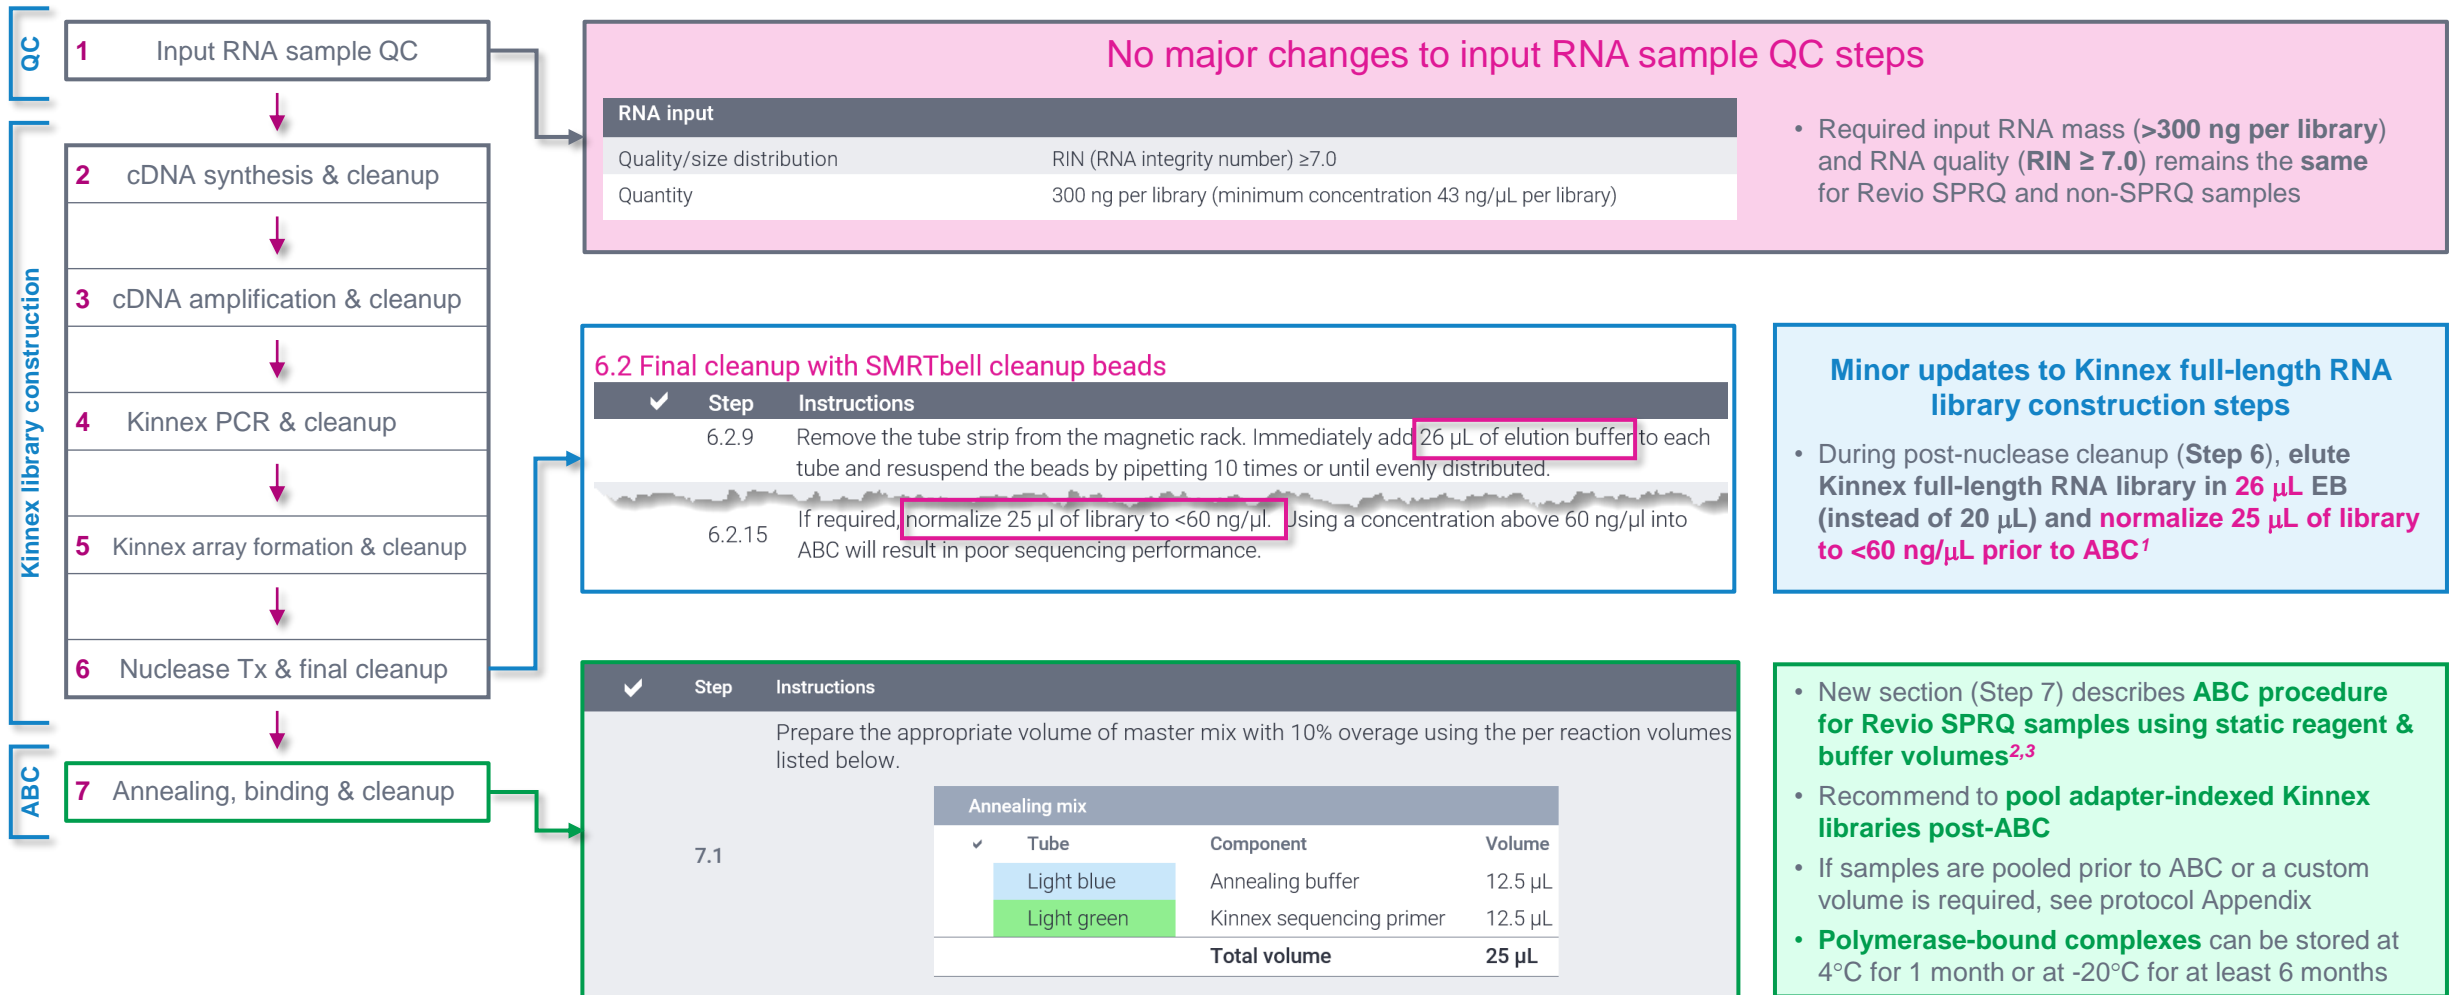 QC
1 Input RNA sample QC
Kinnex library construction
2 cDNA synthesis & cleanup
3 cDNA amplification & cleanup
4 Kinnex PCR & cleanup
5 Kinnex array formation & cleanup
6 Nuclease Tx & final cleanup
ABC
7 Annealing, binding & cleanup
No major changes to input RNA sample QC steps
RNA input
Quality/size distribution RIN (RNA integrity number) ≥7.0
Quantity 300 ng per library (minimum concentration 43 ng/µL per library)
• Required input RNA mass (>300 ng per library)
and RNA quality (RIN ≥ 7.0) remains the same
for Revio SPRQ and non-SPRQ samples
6.2 Final cleanup with SMRTbell cleanup beads
✓ Step Instructions
6.2.9 Remove the tube strip from the magnetic rack. Immediately add 26 µL of elution buffer to each
tube and resuspend the beads by pipetting 10 times or until evenly distributed.
6.2.15 If required, normalize 25 µl of library to <60 ng/µl. Using a concentration above 60 ng/µl into
ABC will result in poor sequencing performance.
Minor updates to Kinnex full-length RNA
library construction steps
• During post-nuclease cleanup (Step 6), elute
Kinnex full-length RNA library in 26 µL EB
(instead of 20 µL) and normalize 25 µL of library
to <60 ng/µL prior to ABC1
✓ Step Instructions
Prepare the appropriate volume of master mix with 10% overage using the per reaction volumes
listed below.
7.1
Annealing mix
✓ Tube Component Volume
Light blue Annealing buffer 12.5 µL
Light green Kinnex sequencing primer 12.5 µL
Total volume 25 µL
• New section (Step 7) describes ABC procedure
for Revio SPRQ samples using static reagent &
buffer volumes2,3
• Recommend to pool adapter-indexed Kinnex
libraries post-ABC
• If samples are pooled prior to ABC or a custom
volume is required, see protocol Appendix
• Polymerase-bound complexes can be stored at
4°C for 1 month or at -20°C for at least 6 months